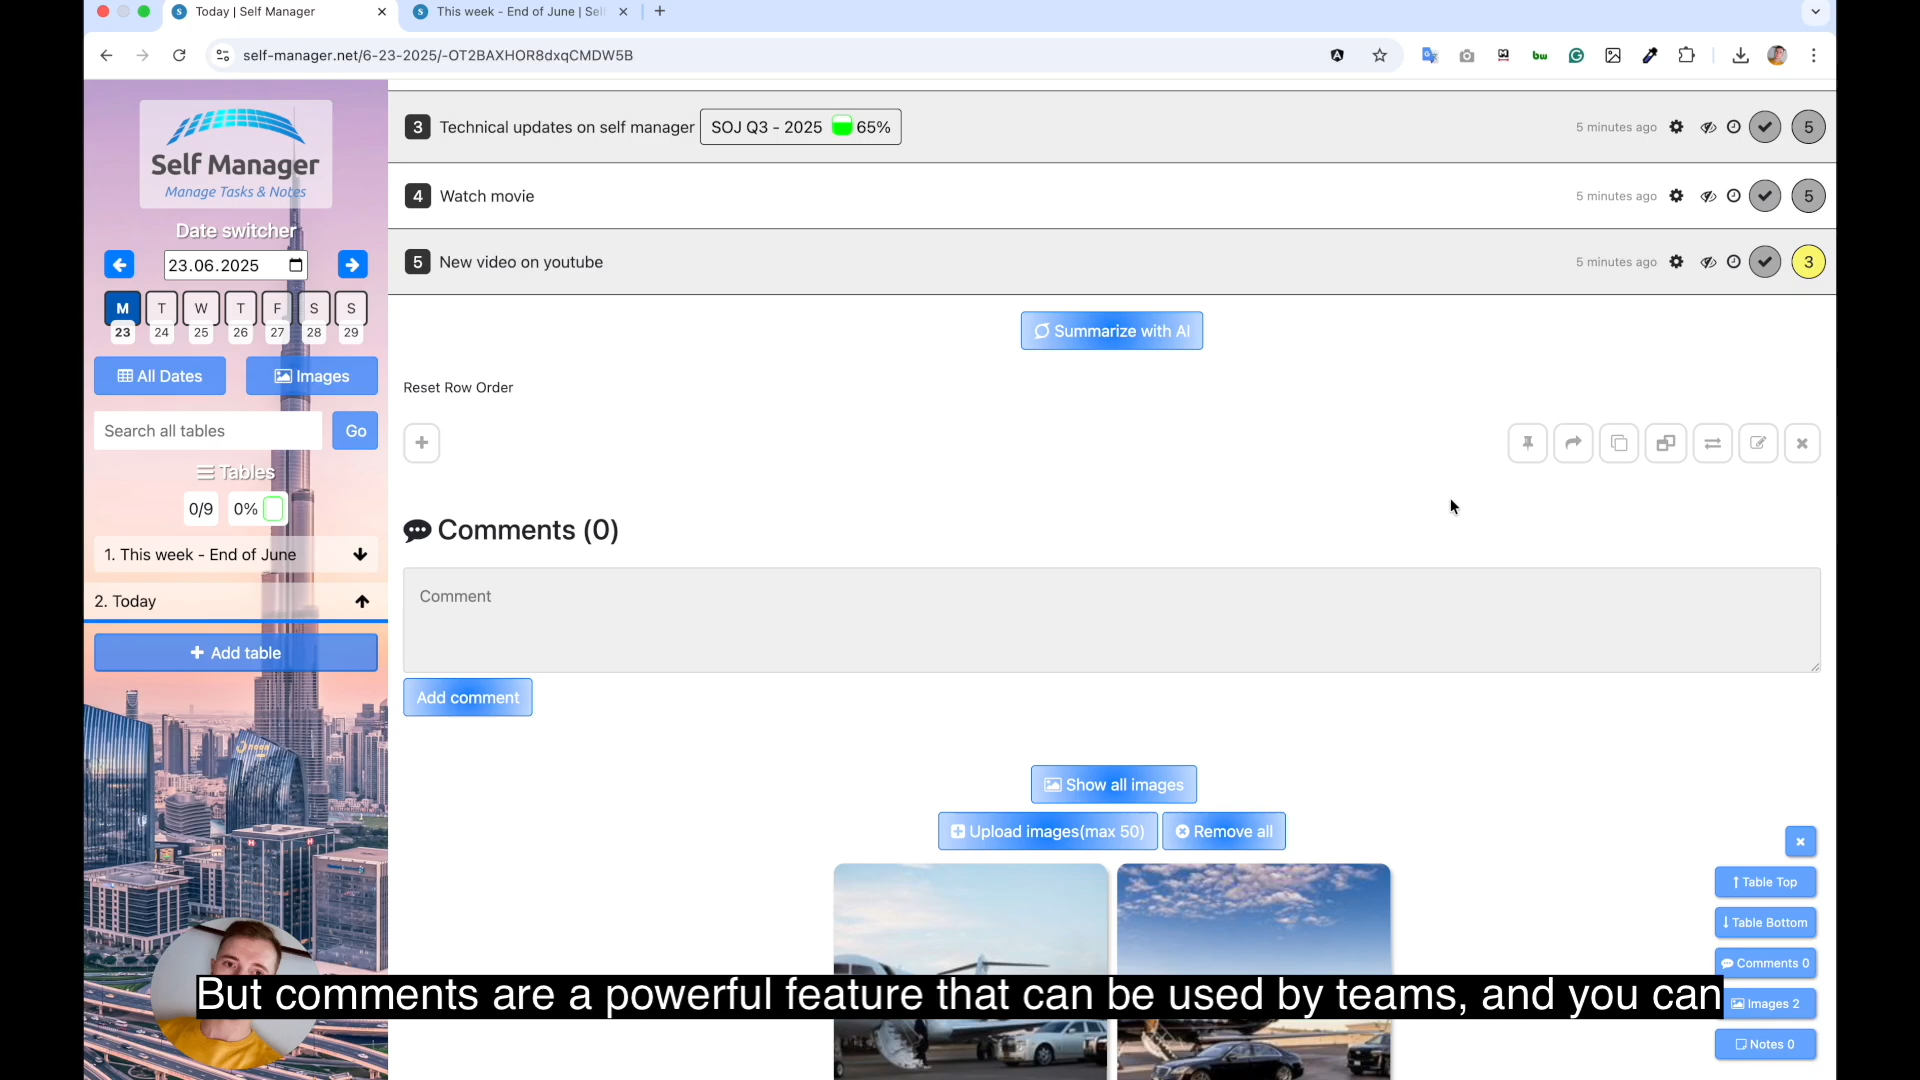 Today | Self Manager
This week - End of June | Sel
self-manager.net/6-23-2025/-OT2BAXHOR8dxqCMDW5B
bw
Self Manager
Manage Tasks & Notes
Date switcher
23.06.2025
M T W T F S S
23 24 25 26 27 28 29
All Dates
Images
Search all tables
Go
Tables
0/9
0%
1. This week - End of June
2. Today
Add table
3 Technical updates on self manager SOJ Q3 - 2025 65% 5 minutes ago 5
4 Watch movie 5 minutes ago 5
5 New video on youtube 5 minutes ago 3
Summarize with AI
Reset Row Order
Comments (0)
Comment
Add comment
Show all images
Upload images(max 50)
Remove all
Table Top
Table Bottom
Comments 0
Images 2
Notes 0
But comments are a powerful feature that can be used by teams, and you can